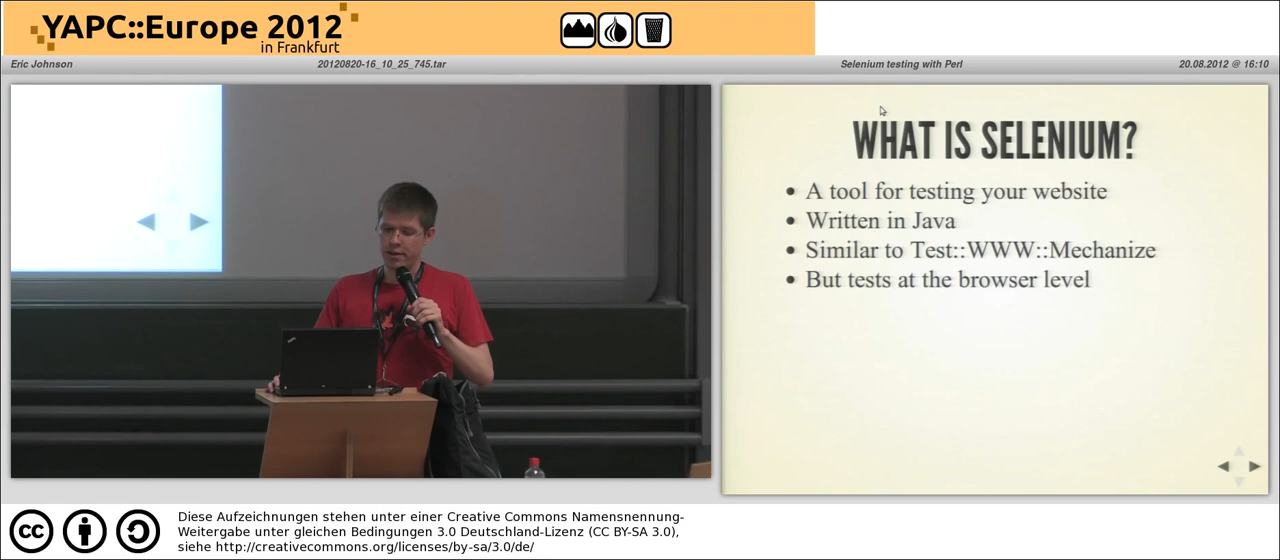 YAPC::Europe 2012
in Frankfurt
Eric Johnson
20120820-16_10_25_745.tar
Selenium testing with Perl
20.08.2012 @ 16:10
WHAT IS SELENIUM?
• A tool for testing your website
• Written in Java
• Similar to Test::WWW::Mechanize
• But tests at the browser level
cc
Diese Aufzeichnungen stehen unter einer Creative Commons Namensnennung-
Weitergabe unter gleichen Bedingungen 3.0 Deutschland-Lizenz (CC BY-SA 3.0),
siehe http://creativecommons.org/licenses/by-sa/3.0/de/